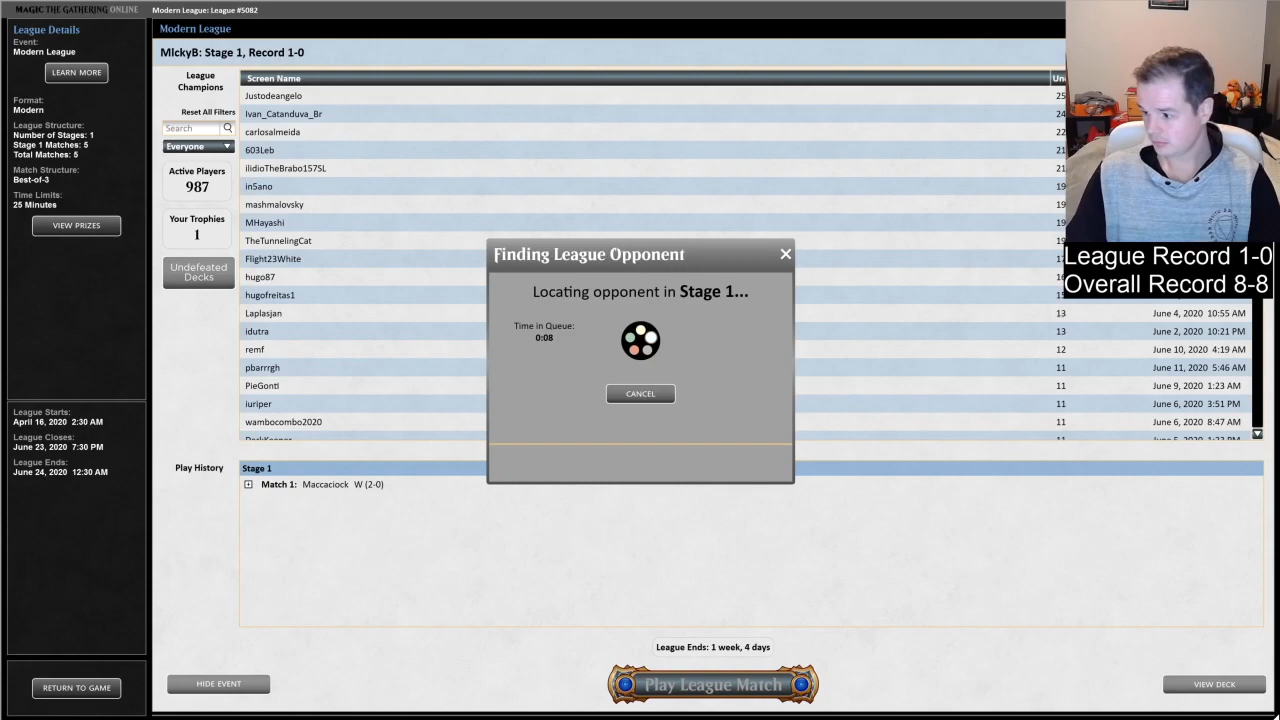 MAGIC THE GATHERING ONLINE
Modern League: League #5082
League Details
Event:
Modern League
LEARN MORE
Format:
Modern
League Structure:
Number of Stages: 1
Stage 1 Matches: 5
Total Matches: 5
Match Structure:
Best-of-3
Time Limits:
25 Minutes
VIEW PRIZES
League Starts:
April 16, 2020 2:30 AM
League Closes:
June 23, 2020 7:30 PM
League Ends:
June 24, 2020 12:30 AM
RETURN TO GAME
Modern League
MickyB: Stage 1, Record 1-0
League Champions
Reset All Filters
Search
Everyone
Active Players
987
Your Trophies
1
Undefeated Decks
Screen Name
Justodeangelo 25
Ivan_Catanduva_Br 24
carlosalmeida 22
603Leb 21
ilidioTheBrabo157SL 21
in5ano 19
mashmalovsky 19
MHayashi 19
TheTunnelingCat 19
Flight23White
hugo87
hugofreitas1
Laplasjan 13 June 4, 2020 10:55 AM
idutra 13 June 2, 2020 10:21 PM
remf 12 June 10, 2020 4:19 AM
pbarrrgh 11 June 11, 2020 5:46 AM
PieGonti 11 June 9, 2020 1:23 AM
iuriper 11 June 6, 2020 3:51 PM
wambocombo2020 11 June 6, 2020 8:47 AM
Finding League Opponent
Locating opponent in Stage 1...
Time in Queue:
0:08
CANCEL
League Record 1-0
Overall Record 8-8
Play History
Stage 1
Match 1: Maccaciock W (2-0)
League Ends: 1 week, 4 days
HIDE EVENT
Play League Match
VIEW DECK